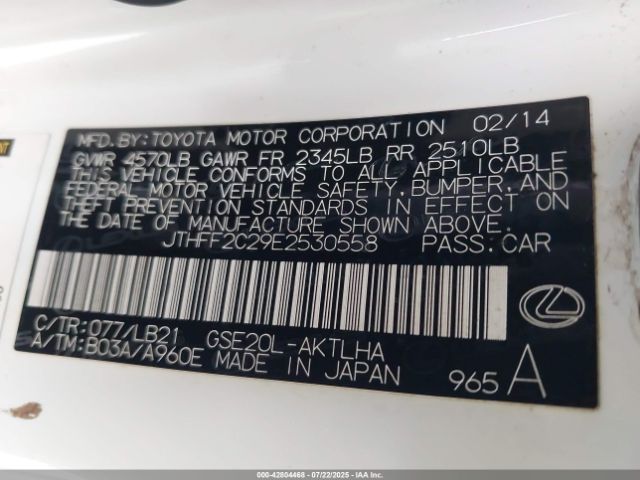 MFD.BY:TOYOTA MOTOR CORPORATION 02/14
GVWR 4570LB GAWR FR 2345LB RR 2510LB
THIS VEHICLE CONFORMS TO ALL APPLICABLE
FEDERAL MOTOR VEHICLE SAFETY,BUMPER,AND
THEFT PREVENTION STANDARDS IN EFFECT ON
THE DATE OF MANUFACTURE SHOWN ABOVE.
JTHFF2C29E2530558 PASS.CAR
C/TR:077/LB21 GSE20L-AKTLHA
A/TM:B03A/A960E MADE IN JAPAN 965 A
000-42804468 - 07/22/2025 - IAA Inc.